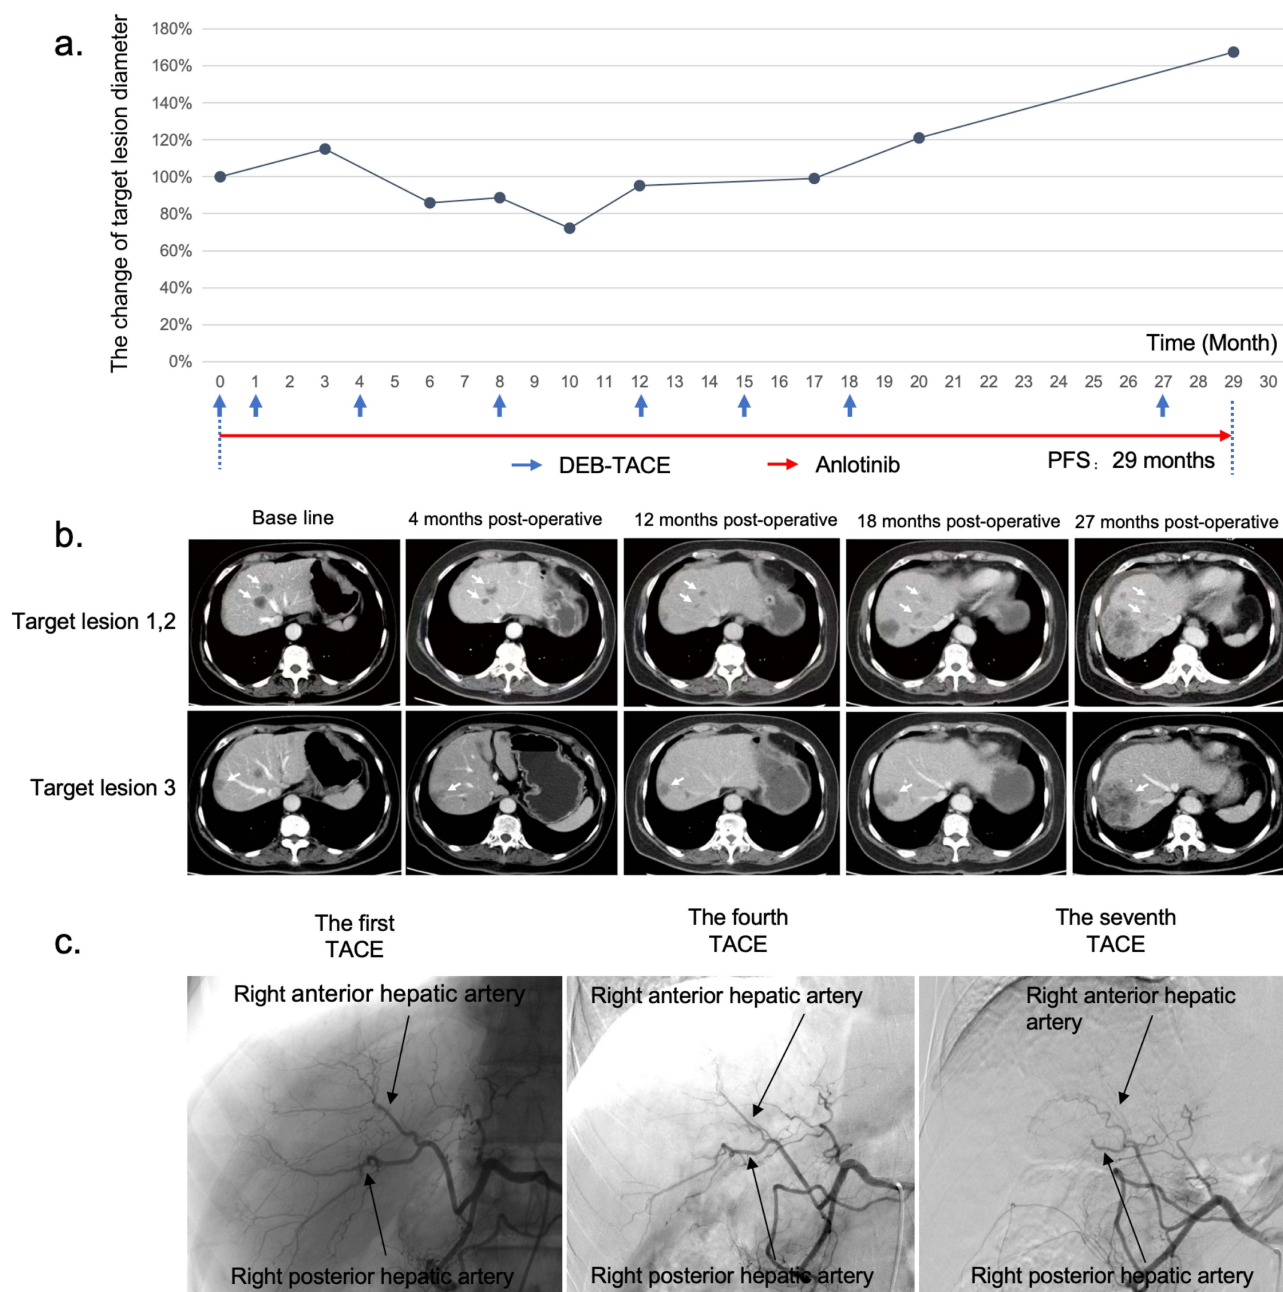 a.
The change of target lesion diameter
180%
160%
140%
120%
100%
80%
60%
40%
20%
0%
Time (Month)
0 1 2 3 4 5 6 7 8 9 10 11 12 13 14 15 16 17 18 19 20 21 22 23 24 25 26 27 28 29 30
DEB-TACE
Anlotinib
PFS：29 months
b.
Base line
4 months post-operative
12 months post-operative
18 months post-operative
27 months post-operative
Target lesion 1,2
Target lesion 3
c.
The first
TACE
The fourth
TACE
The seventh
TACE
Right anterior hepatic artery
Right posterior hepatic artery
Right anterior hepatic artery
Right posterior hepatic artery
Right anterior hepatic
artery
Right posterior hepatic artery